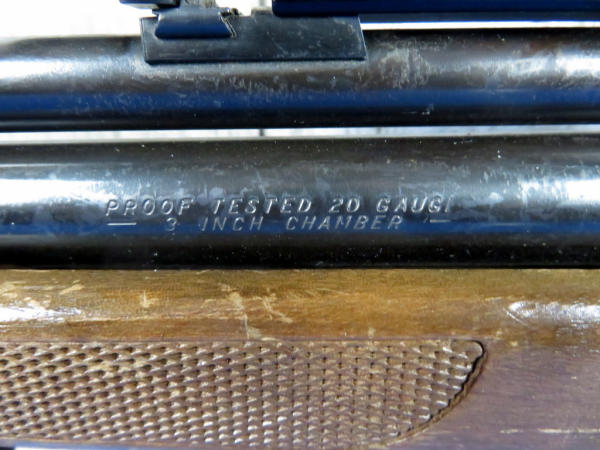 PROOF TESTED 20 GAUGE
— 3 INCH CHAMBER —